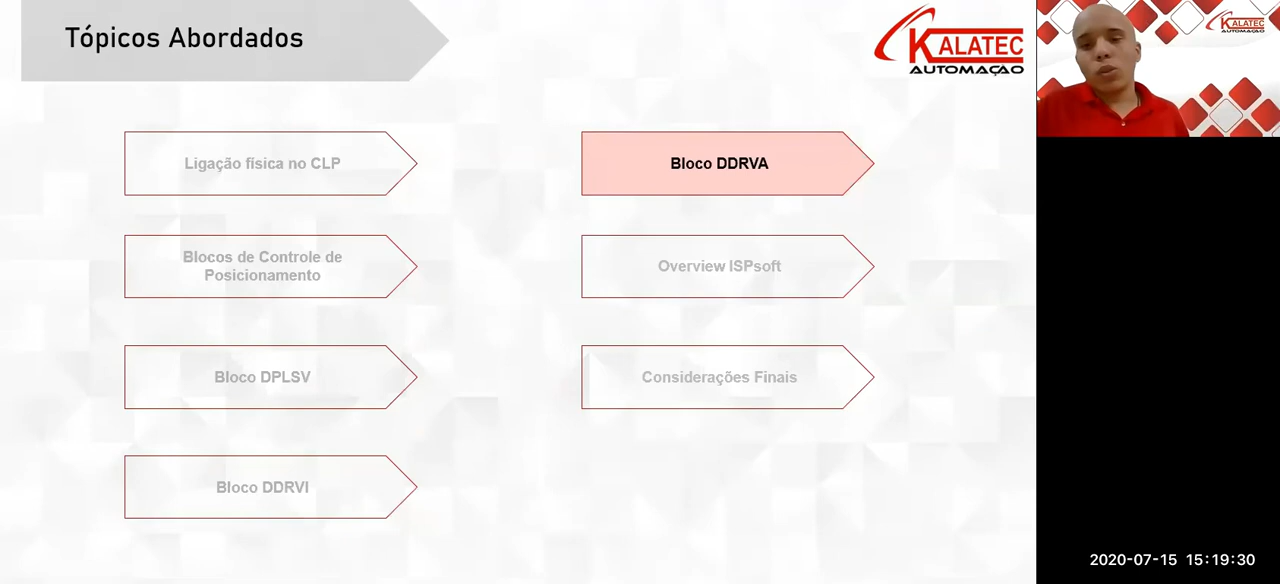 Tópicos Abordados
KALATEC
AUTOMAÇÃO
KALATEC
AUTOMAÇÃO
Ligação física no CLP
Bloco DDRVA
Blocos de Controle de
Posicionamento
Overview ISPsoft
Bloco DPLSV
Considerações Finais
Bloco DDRVI
2020-07-15 15:19:30